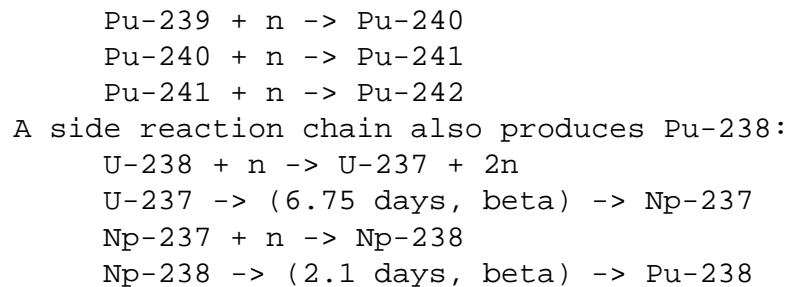 Pu-239 + n -> Pu-240
Pu-240 + n -> Pu-241
Pu-241 + n -> Pu-242
A side reaction chain also produces Pu-238:
U-238 + n -> U-237 + 2n
U-237 -> (6.75 days, beta) -> Np-237
Np-237 + n -> Np-238
Np-238 -> (2.1 days, beta) -> Pu-238